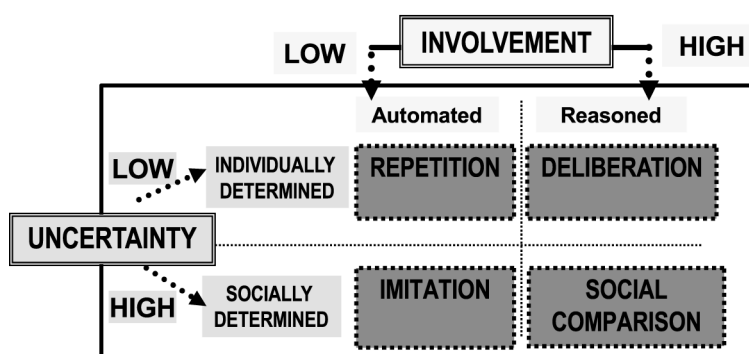 INVOLVEMENT
LOW
HIGH
Automated
Reasoned
LOW
INDIVIDUALLY
DETERMINED
REPETITION
DELIBERATION
UNCERTAINTY
HIGH
SOCIALLY
DETERMINED
IMITATION
SOCIAL
COMPARISON